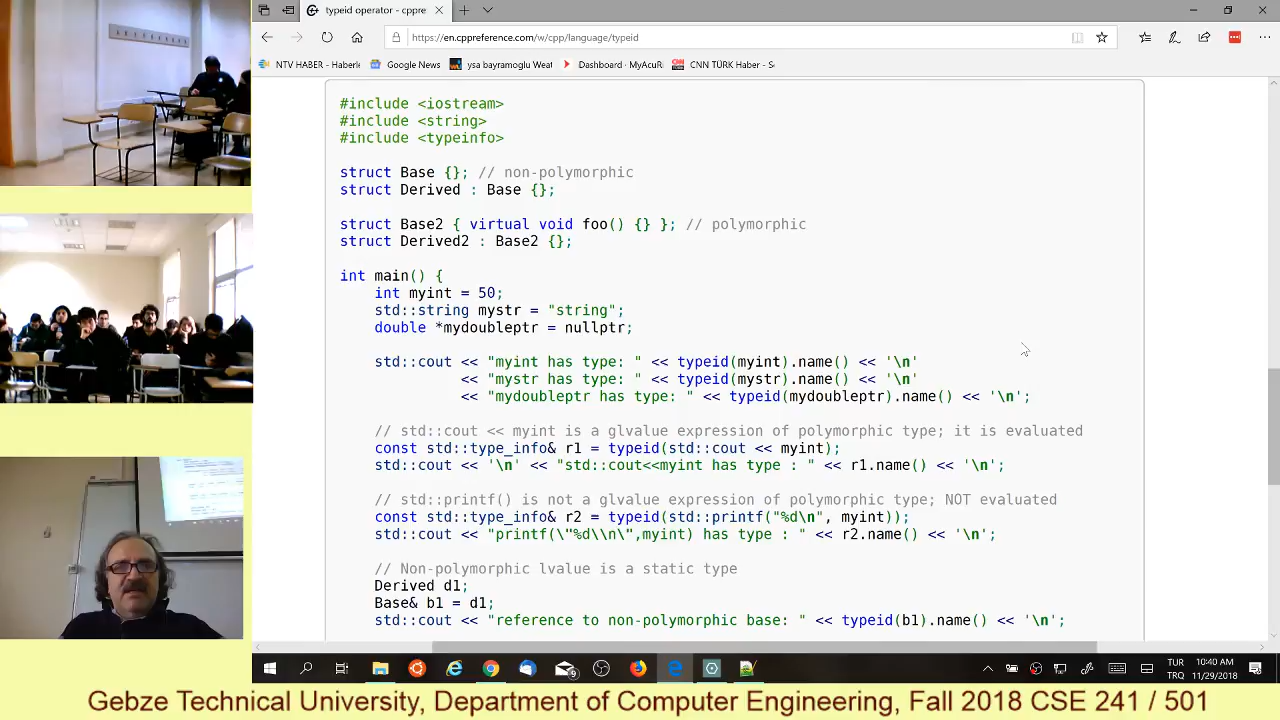 typeid operator - cppre
https://en.cppreference.com/w/cpp/language/typeid
NTV HABER - Haberle
Google News
ysa bayramoglu Weat
Dashboard · MyAcuRi
CNN TÜRK Haber - So
#include <iostream>
#include <string>
#include <typeinfo>
struct Base {}; // non-polymorphic
struct Derived : Base {};
struct Base2 { virtual void foo() {} }; // polymorphic
struct Derived2 : Base2 {};
int main() {
int myint = 50;
std::string mystr = "string";
double *mydoubleptr = nullptr;
std::cout << "myint has type: " << typeid(myint).name() << '\n'
<< "mystr has type: " << typeid(mystr).name() << '\n'
<< "mydoubleptr has type: " << typeid(mydoubleptr).name() << '\n';
// std::cout << myint is a glvalue expression of polymorphic type; it is evaluated
const std::type_info& r1 = typeid(std::cout << myint);
std::cout << '\n' << "std::cout<<myint has type : " << r1.name() << '\n';
// std::printf() is not a glvalue expression of polymorphic type; NOT evaluated
const std::type_info& r2 = typeid(std::printf("%d\n", myint));
std::cout << "printf(\"%d\\n\",myint) has type : " << r2.name() << '\n';
// Non-polymorphic lvalue is a static type
Derived d1;
Base& b1 = d1;
std::cout << "reference to non-polymorphic base: " << typeid(b1).name() << '\n';
TUR
TRQ
10:40 AM
11/29/2018
Gebze Technical University, Department of Computer Engineering, Fall 2018 CSE 241 / 501